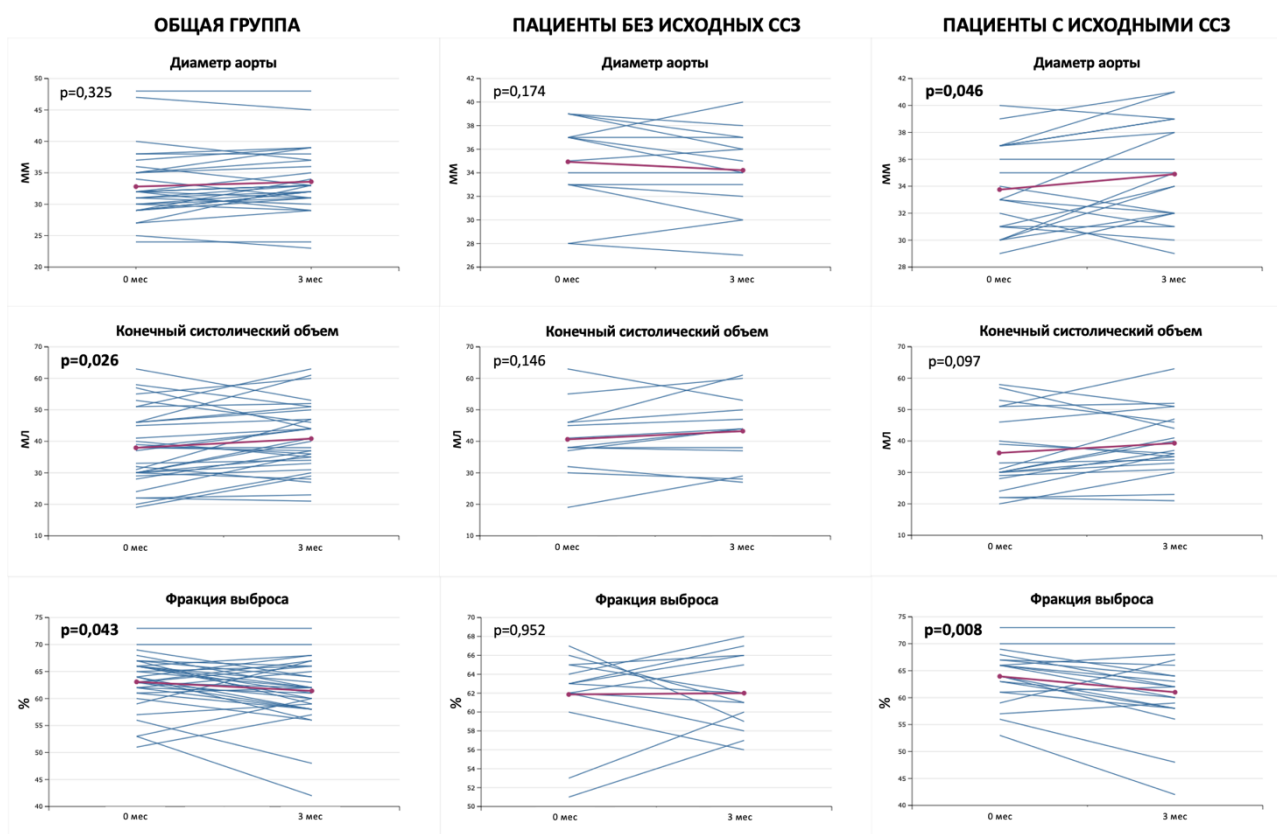 ОБЩАЯ ГРУППА
ПАЦИЕНТЫ БЕЗ ИСХОДНЫХ ССЗ
ПАЦИЕНТЫ С ИСХОДНЫМИ ССЗ
Диаметр аорты
p=0,325
мм
50
45
40
35
30
25
20
0 мес
3 мес
Диаметр аорты
p=0,174
мм
42
40
38
36
34
32
30
28
26
0 мес
3 мес
Диаметр аорты
p=0,046
мм
42
40
38
36
34
32
30
28
0 мес
3 мес
Конечный систолический объем
p=0,026
мл
70
60
50
40
30
20
10
0 мес
3 мес
Конечный систолический объем
p=0,146
мл
70
60
50
40
30
20
10
0 мес
3 мес
Конечный систолический объем
p=0,097
мл
70
60
50
40
30
20
10
0 мес
3 мес
Фракция выброса
p=0,043
%
75
70
65
60
55
50
45
40
0 мес
3 мес
Фракция выброса
p=0,952
%
70
68
66
64
62
60
58
56
54
52
50
0 мес
3 мес
Фракция выброса
p=0,008
%
75
70
65
60
55
50
45
40
0 мес
3 мес